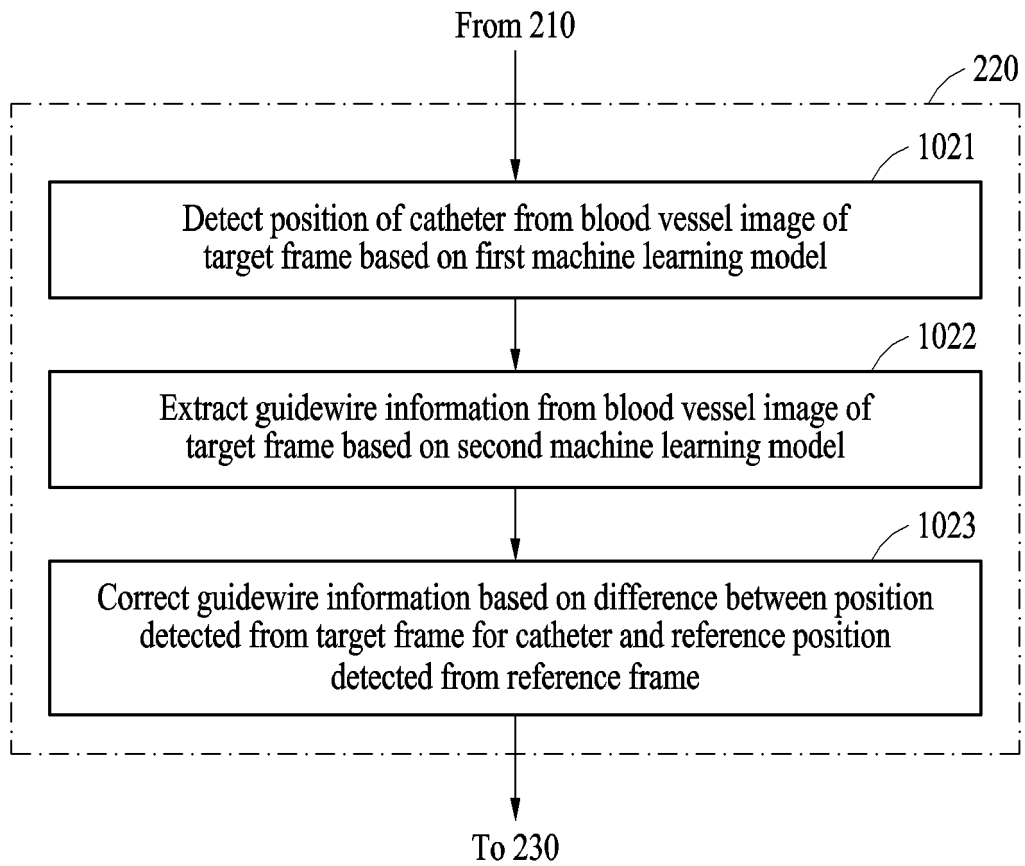 From 210
220
1021
Detect position of catheter from blood vessel image of
target frame based on first machine learning model
1022
Extract guidewire information from blood vessel image of
target frame based on second machine learning model
1023
Correct guidewire information based on difference between position
detected from target frame for catheter and reference position
detected from reference frame
To 230